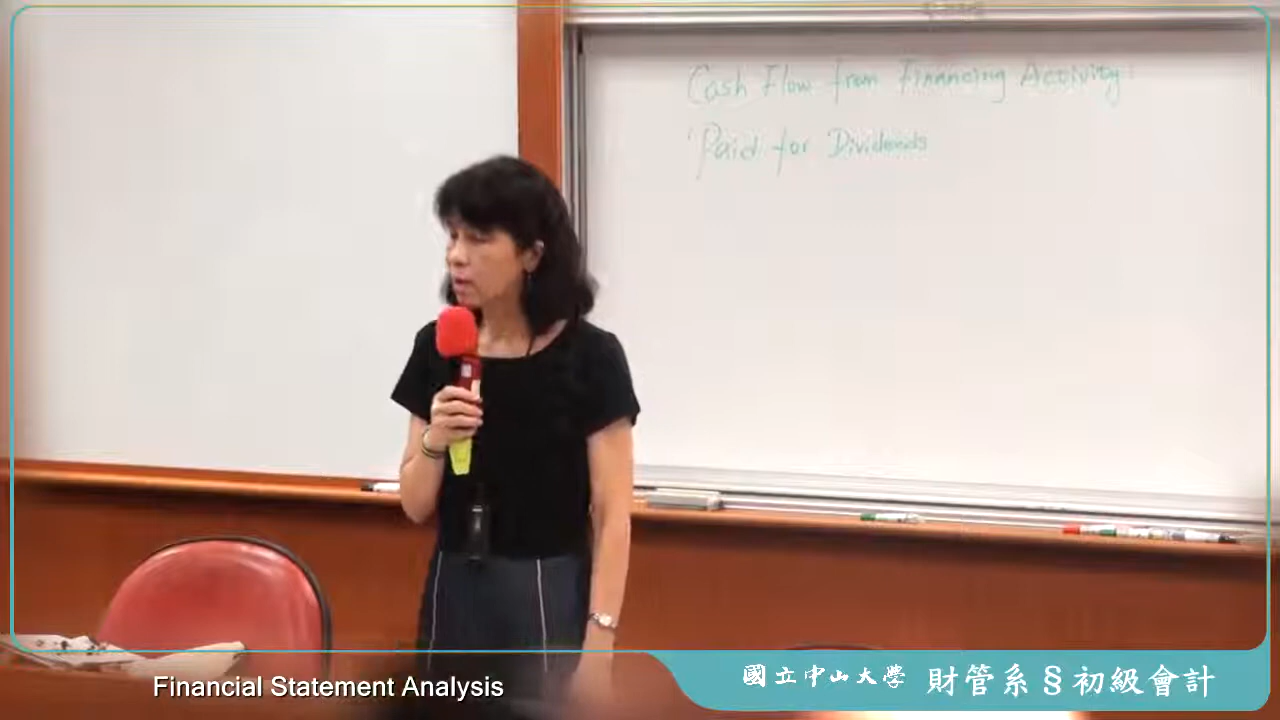 Cash Flow from Financing Activity:
Paid for Dividends
Financial Statement Analysis
國立中山大學 財管系§初級會計